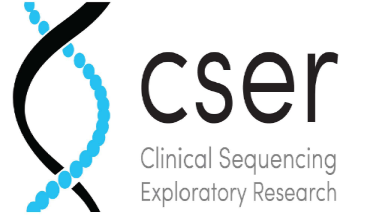 cser
Clinical Sequencing
Exploratory Research